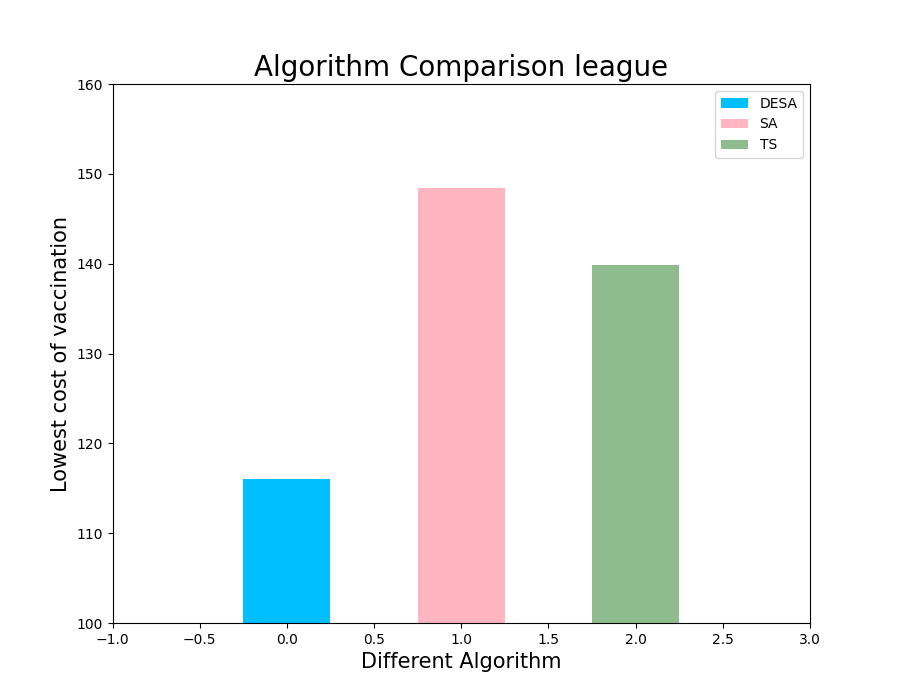 Algorithm Comparison league
160
150
140
130
120
110
100
Lowest cost of vaccination
DESA
SA
TS
−1.0 −0.5 0.0 0.5 1.0 1.5 2.0 2.5 3.0
Different Algorithm